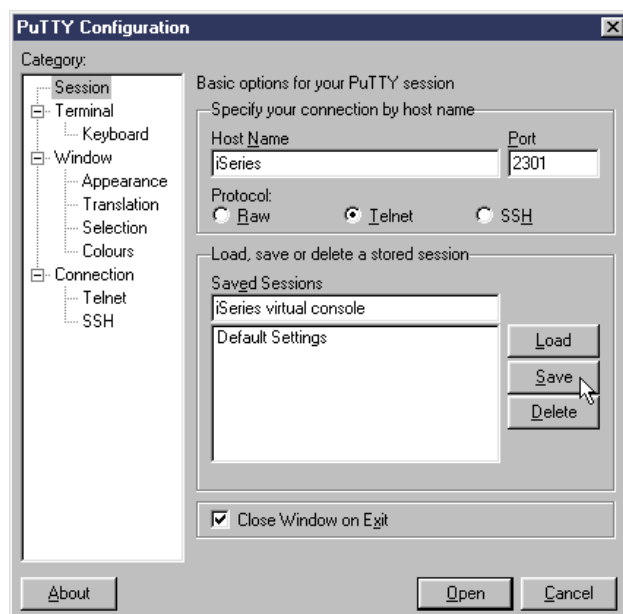 PuTTY Configuration
Category:
Session
Terminal
Keyboard
Window
Appearance
Translation
Selection
Colours
Connection
Telnet
SSH
Basic options for your PuTTY session
Specify your connection by host name
Host Name Port
iSeries 2301
Protocol:
Raw Telnet SSH
Load, save or delete a stored session
Saved Sessions
iSeries virtual console
Default Settings
Load
Save
Delete
Close Window on Exit
About Open Cancel